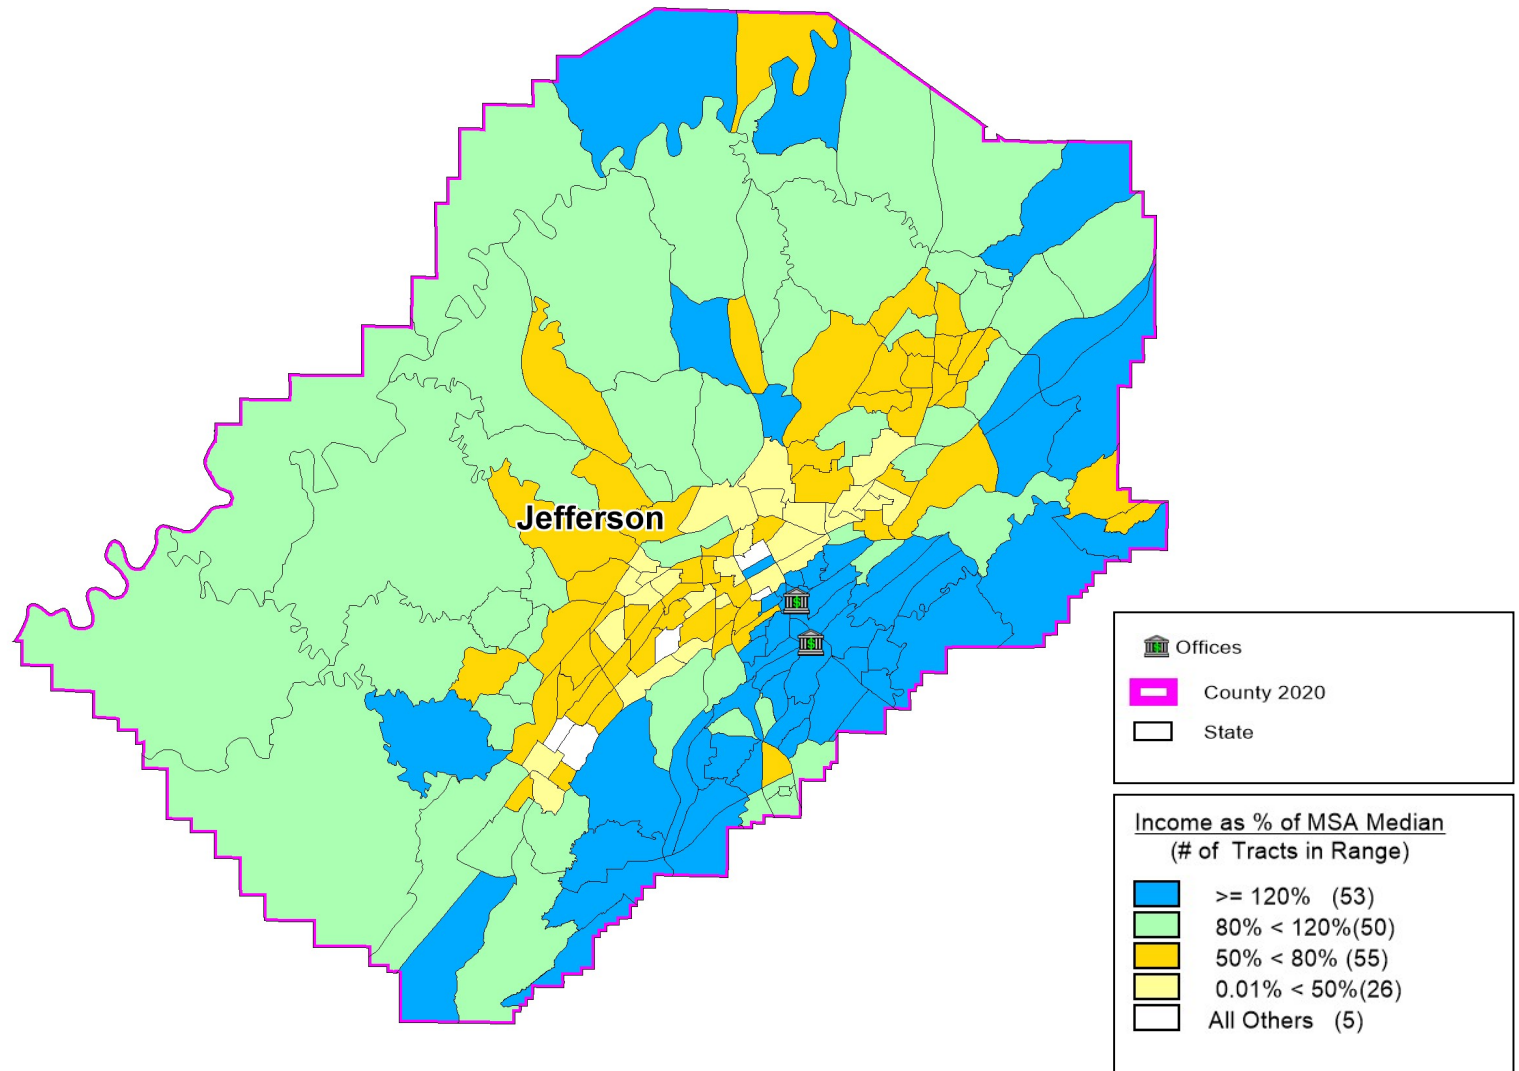 Jefferson
Offices
County 2020
State
Income as % of MSA Median
(# of Tracts in Range)
>= 120% (53)
80% < 120%(50)
50% < 80% (55)
0.01% < 50%(26)
All Others (5)